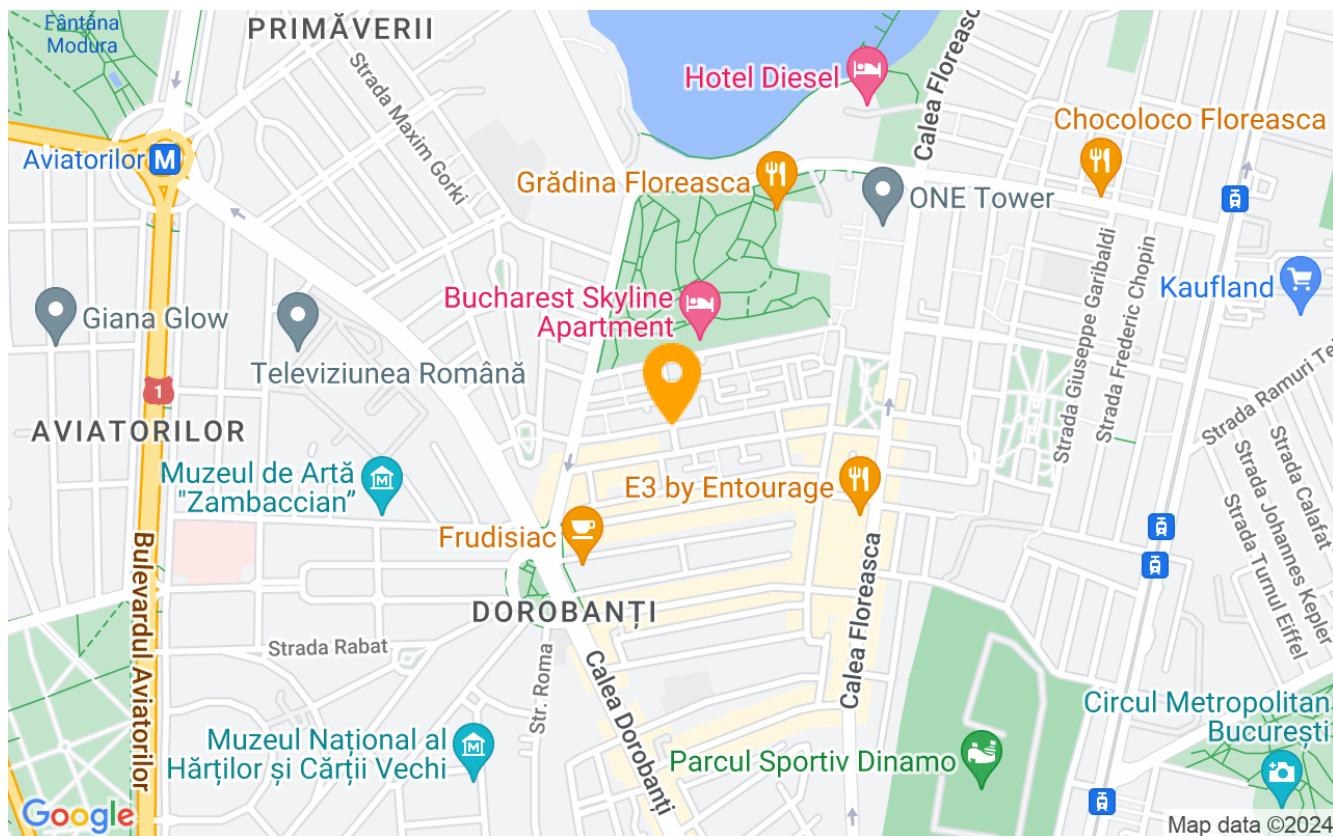 Fântâna
Modura
PRIMĂVERII
Strada Maxim Gorki
Hotel Diesel
Calea Floreasca
Calea Floreasc
Chocoloco Floreasca
Aviatorilor M
Grădina Floreasca
ONE Tower
Strada Giuseppe Garibaldi
Strada Frederic Chopin
Kaufland
Giana Glow
Bucharest Skyline
Apartment
Televiziunea Română
1
Strada Ramuri Tei
AVIATORILOR
Muzeul de Artă
"Zambaccian”
E3 by Entourage
Strada Calafat
Strada Johannes Kepler
Strada Turnul Eiffel
Frudisiac
Bulevardul Aviatorilor
DOROBANȚI
Strada Rabat
Str. Roma
Calea Dorobanți
Calea Floreasca
Circul Metropolitan
București
Muzeul Național al
Hărților și Cărții Vechi
Parcul Sportiv Dinamo
Google
Map data ©2024